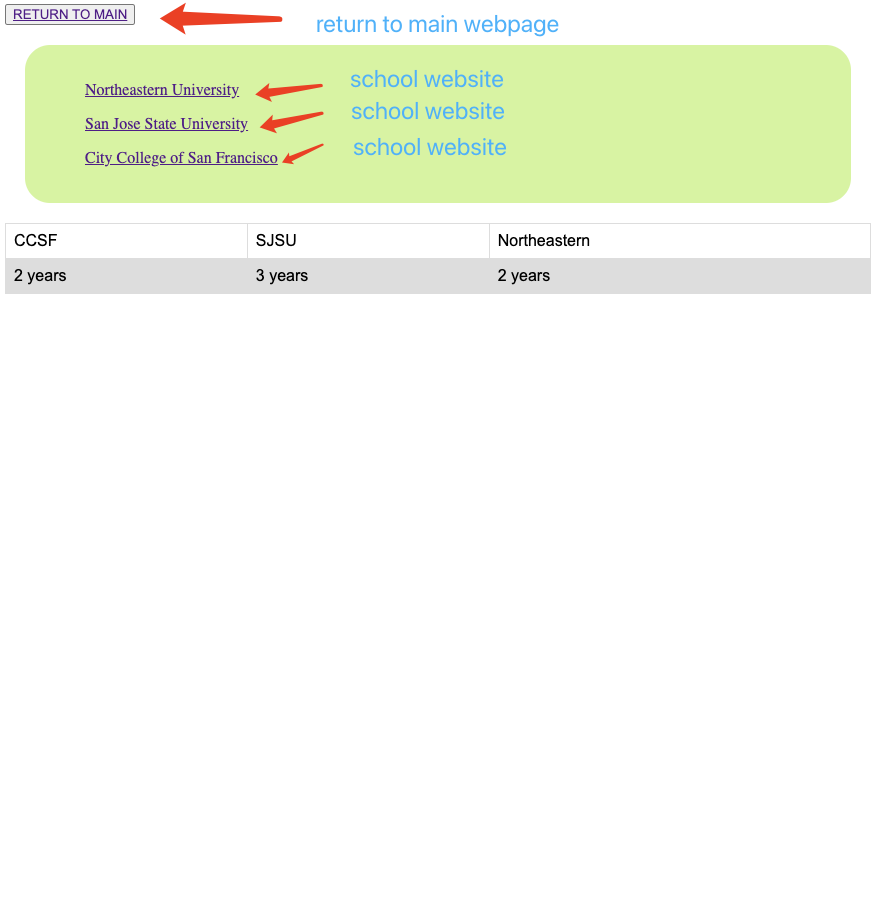 RETURN TO MAIN return to main webpage
Northeastern University school website
San Jose State University school website
City College of San Francisco school website
CCSF SJSU Northeastern
2 years 3 years 2 years